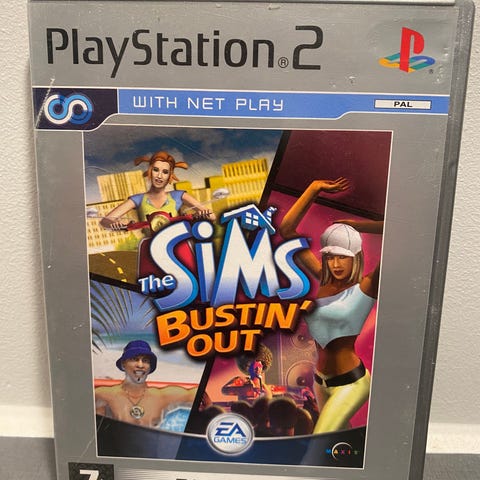 PlayStation®2
WITH NET PLAY
PAL
The SiMS
BUSTIN'
OUT
EA
GAMES
MAXIS
7